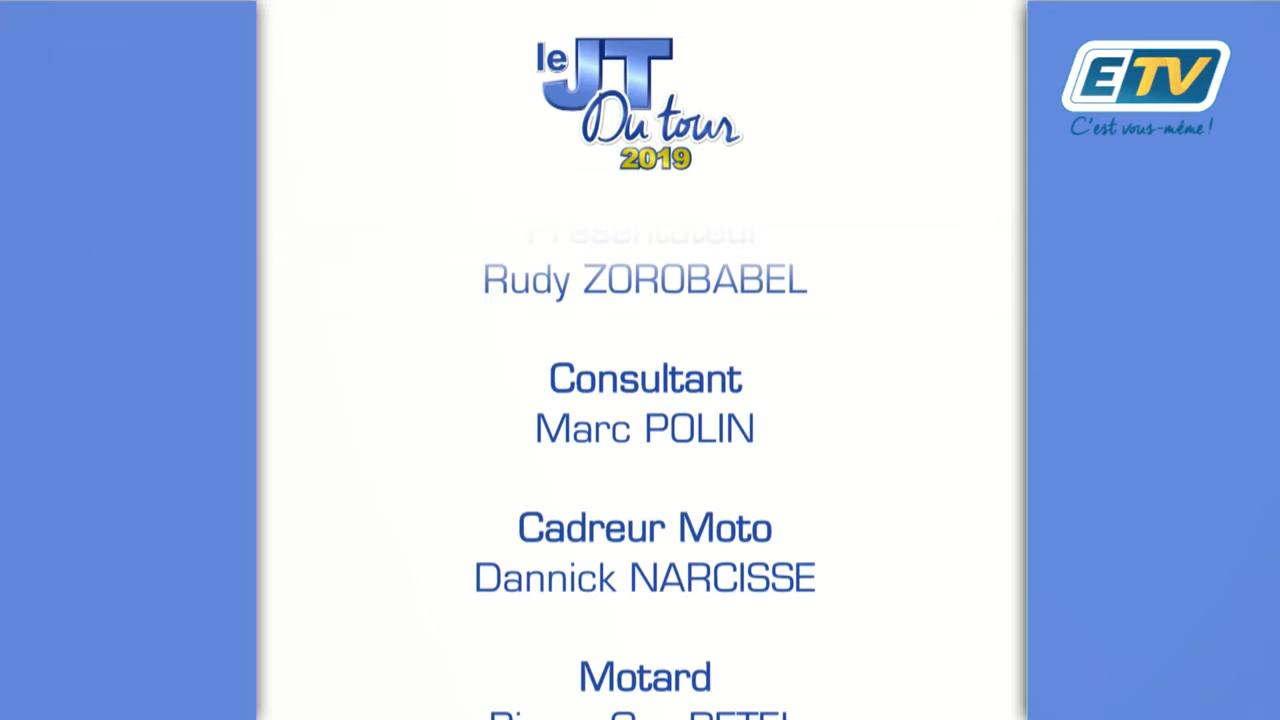 le JT
Du tour
2019
ETV
C'est vous-même !
Présentateur
Rudy ZOROBABEL
Consultant
Marc POLIN
Cadreur Moto
Dannick NARCISSE
Motard